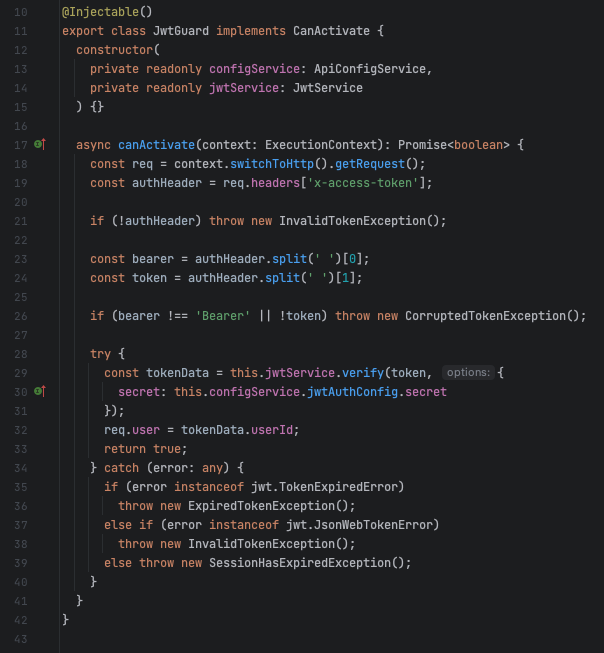 10 @Injectable()
11 export class JwtGuard implements CanActivate {
12   constructor(
13     private readonly configService: ApiConfigService,
14     private readonly jwtService: JwtService
15   ) {}
16
17   async canActivate(context: ExecutionContext): Promise<boolean> {
18     const req = context.switchToHttp().getRequest();
19     const authHeader = req.headers['x-access-token'];
20
21     if (!authHeader) throw new InvalidTokenException();
22
23     const bearer = authHeader.split(' ')[0];
24     const token = authHeader.split(' ')[1];
25
26     if (bearer !== 'Bearer' || !token) throw new CorruptedTokenException();
27
28     try {
29       const tokenData = this.jwtService.verify(token, options: {
30         secret: this.configService.jwtAuthConfig.secret
31       });
32       req.user = tokenData.userId;
33       return true;
34     } catch (error: any) {
35       if (error instanceof jwt.TokenExpiredError)
36         throw new ExpiredTokenException();
37       else if (error instanceof jwt.JsonWebTokenError)
38         throw new InvalidTokenException();
39       else throw new SessionHasExpiredException();
40     }
41   }
42 }
43